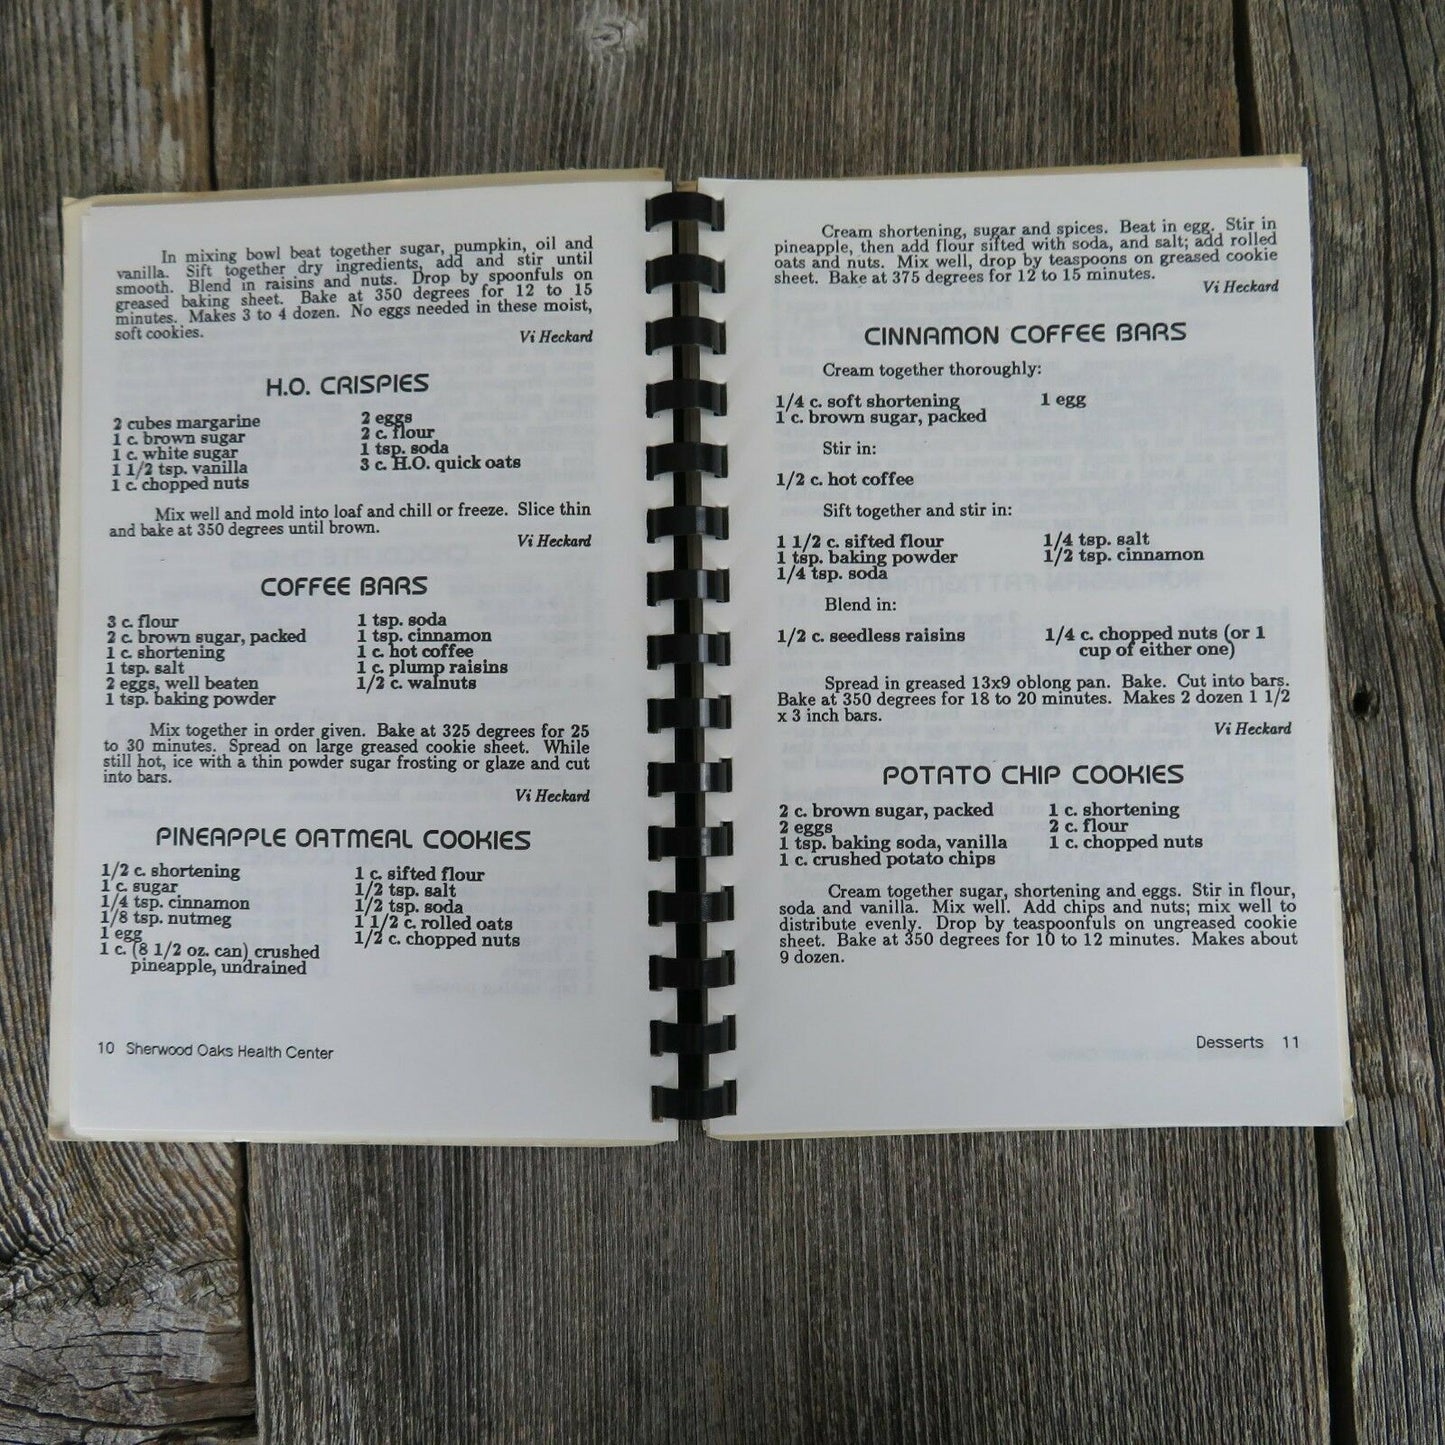 In mixing bowl beat together sugar, pumpkin, oil and
vanilla. Sift together dry ingredients, add and stir until
smooth. Blend in raisins and nuts. Drop by spoonfuls on
greased baking sheet. Bake at 350 degrees for 12 to 15
minutes. Makes 3 to 4 dozen. No eggs needed in these moist,
soft cookies.
Vi Heckard
H.O. CRISPIES
2 cubes margarine
1 c. brown sugar
1 c. white sugar
1 1/2 tsp. vanilla
1 c. chopped nuts
2 eggs
2 c. flour
1 tsp. soda
3 c. H.O. quick oats
Mix well and mold into loaf and chill or freeze. Slice thin
and bake at 350 degrees until brown.
Vi Heckard
COFFEE BARS
3 c. flour
2 c. brown sugar, packed
1 c. shortening
1 tsp. salt
2 eggs, well beaten
1 tsp. baking powder
1 tsp. soda
1 tsp. cinnamon
1 c. hot coffee
1 c. plump raisins
1/2 c. walnuts
Mix together in order given. Bake at 325 degrees for 25
to 30 minutes. Spread on large greased cookie sheet. While
still hot, ice with a thin powder sugar frosting or glaze and cut
into bars.
Vi Heckard
PINEAPPLE OATMEAL COOKIES
1/2 c. shortening
1 c. sugar
1/4 tsp. cinnamon
1/8 tsp. nutmeg
1 egg
1 c. (8 1/2 oz. can) crushed
pineapple, undrained
1 c. sifted flour
1/2 tsp. salt
1/2 tsp. soda
1 1/2 c. rolled oats
1/2 c. chopped nuts
10 Sherwood Oaks Health Center
Cream shortening, sugar and spices. Beat in egg. Stir in
pineapple, then add flour sifted with soda, and salt; add rolled
oats and nuts. Mix well, drop by teaspoons on greased cookie
sheet. Bake at 375 degrees for 12 to 15 minutes.
Vi Heckard
CINNAMON COFFEE BARS
Cream together thoroughly:
1/4 c. soft shortening
1 c. brown sugar, packed
1 egg
Stir in:
1/2 c. hot coffee
Sift together and stir in:
1 1/2 c. sifted flour
1 tsp. baking powder
1/4 tsp. soda
1/4 tsp. salt
1/2 tsp. cinnamon
Blend in:
1/2 c. seedless raisins
1/4 c. chopped nuts (or 1
cup of either one)
Spread in greased 13x9 oblong pan. Bake. Cut into bars.
Bake at 350 degrees for 18 to 20 minutes. Makes 2 dozen 1 1/2
x 3 inch bars.
Vi Heckard
POTATO CHIP COOKIES
2 c. brown sugar, packed
2 eggs
1 tsp. baking soda, vanilla
1 c. crushed potato chips
1 c. shortening
2 c. flour
1 c. chopped nuts
Cream together sugar, shortening and eggs. Stir in flour,
soda and vanilla. Mix well. Add chips and nuts; mix well to
distribute evenly. Drop by teaspoonfuls on ungreased cookie
sheet. Bake at 350 degrees for 10 to 12 minutes. Makes about
9 dozen.
Desserts 11